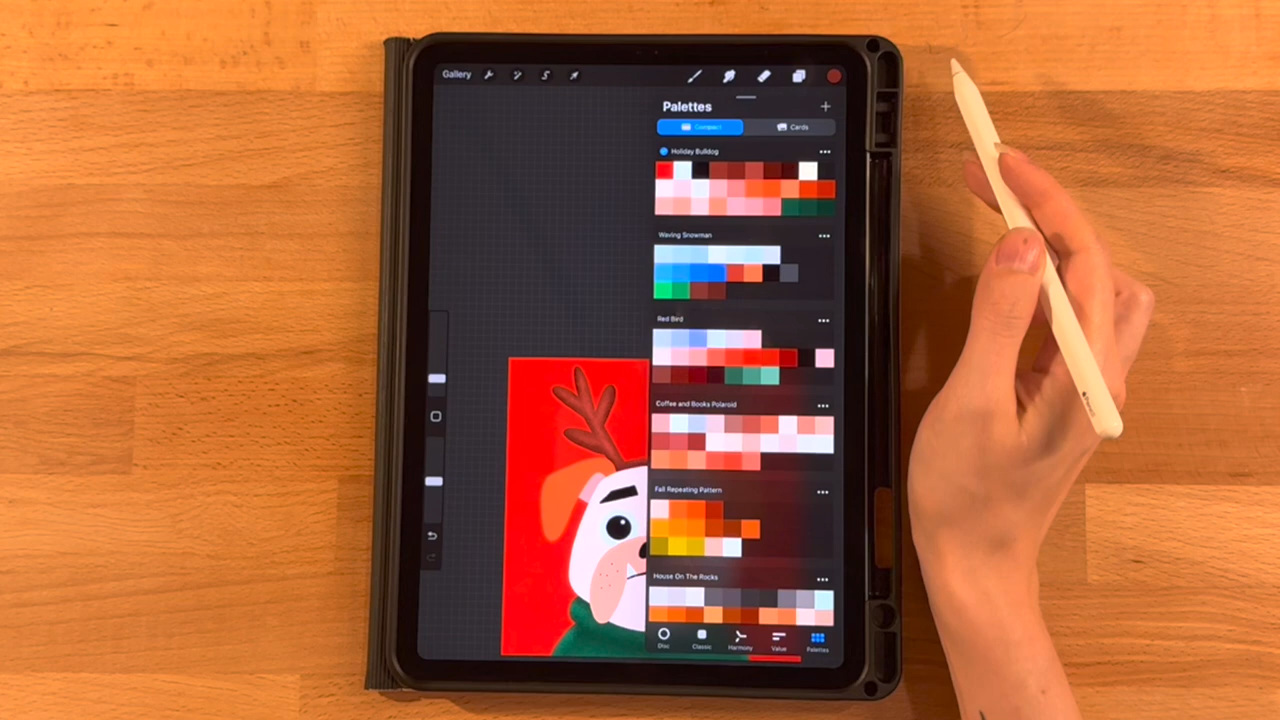 Gallery
Palettes
Compact
Cards
Holiday Bulldog
Waving Snowman
Red Bird
Coffee and Books Polaroid
Fall Repeating Pattern
House On The Rocks
Disc
Classic
Harmony
Value
Palettes